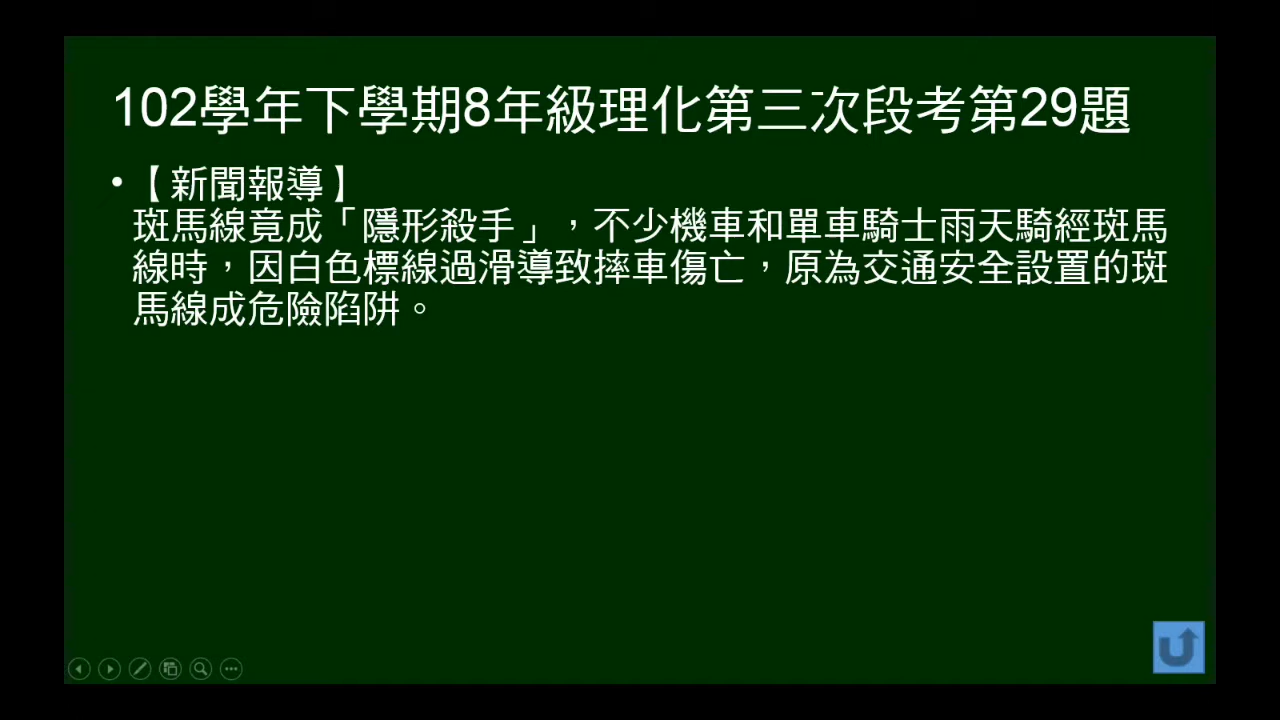 102學年下學期8年級理化第三次段考第29題
•【新聞報導】
斑馬線竟成「隱形殺手」，不少機車和單車騎士雨天騎經斑馬
線時，因白色標線過滑導致摔車傷亡，原為交通安全設置的斑
馬線成危險陷阱。